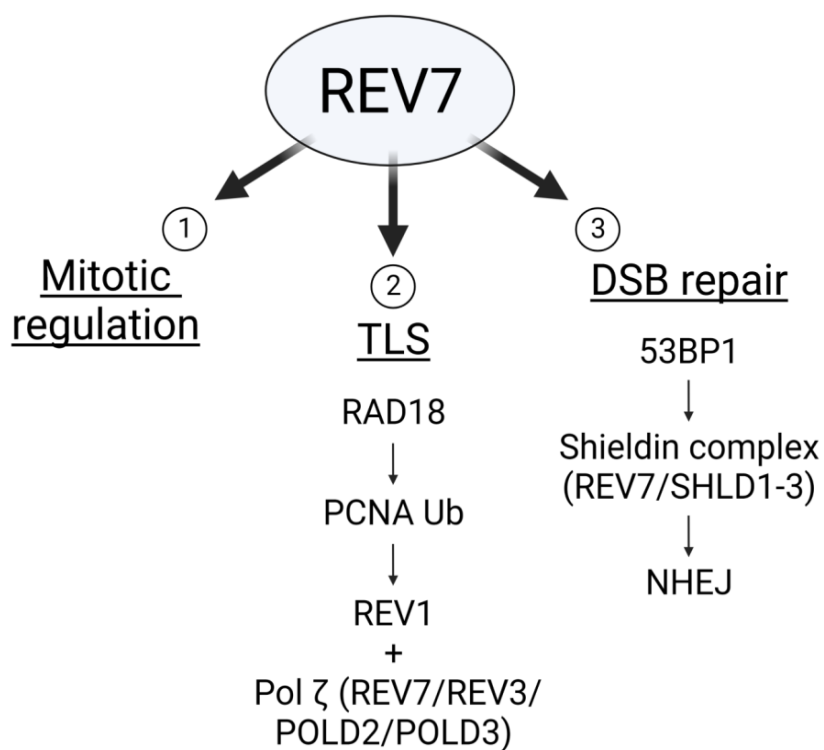 REV7
1
Mitotic
regulation
2
TLS
RAD18
PCNA Ub
REV1
+
Pol ζ (REV7/REV3/
POLD2/POLD3)
3
DSB repair
53BP1
Shieldin complex
(REV7/SHLD1-3)
NHEJ